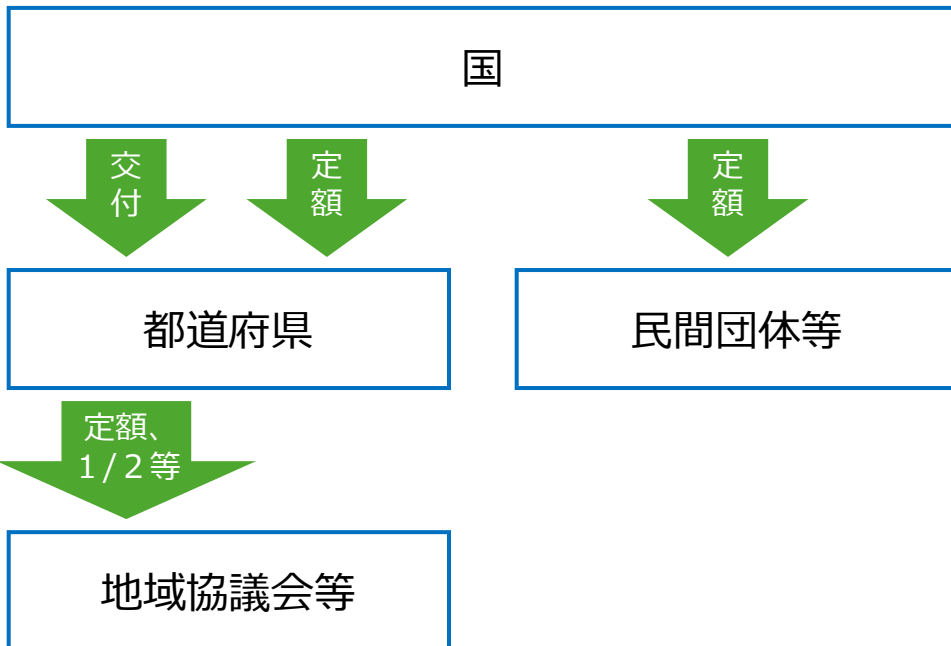 国
交
付
定
額
定
額
都道府県
民間団体等
定額、
1/2等
地域協議会等